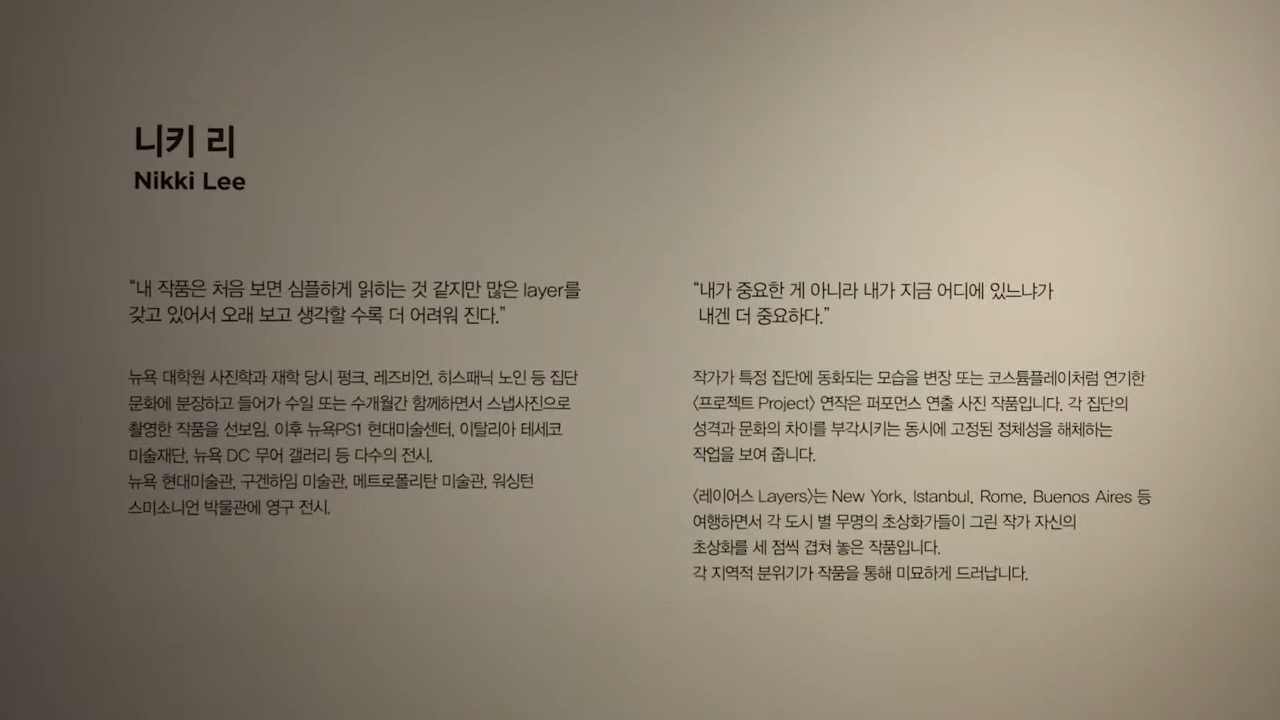 니키 리
Nikki Lee
“내 작품은 처음 보면 심플하게 읽히는 것 같지만 많은 layer를
갖고 있어서 오래 보고 생각할 수록 더 어려워 진다.”
뉴욕 대학원 사진학과 재학 당시 펑크, 레즈비언, 히스패닉 노인 등 집단
문화에 분장하고 들어가 수일 또는 수개월간 함께하면서 스냅사진으로
촬영한 작품을 선보임. 이후 뉴욕PS1 현대미술센터, 이탈리아 테세코
미술재단, 뉴욕 DC 무어 갤러리 등 다수의 전시.
뉴욕 현대미술관, 구겐하임 미술관, 메트로폴리탄 미술관, 워싱턴
스미소니언 박물관에 영구 전시.
“내가 중요한 게 아니라 내가 지금 어디에 있느냐가
내겐 더 중요하다.”
작가가 특정 집단에 동화되는 모습을 변장 또는 코스튬플레이처럼 연기한
〈프로젝트 Project〉 연작은 퍼포먼스 연출 사진 작품입니다. 각 집단의
성격과 문화의 차이를 부각시키는 동시에 고정된 정체성을 해체하는
작업을 보여 줍니다.
〈레이어스 Layers〉는 New York, Istanbul, Rome, Buenos Aires 등
여행하면서 각 도시 별 무명의 초상화가들이 그린 작가 자신의
초상화를 세 점씩 겹쳐 놓은 작품입니다.
각 지역적 분위기가 작품을 통해 미묘하게 드러납니다.